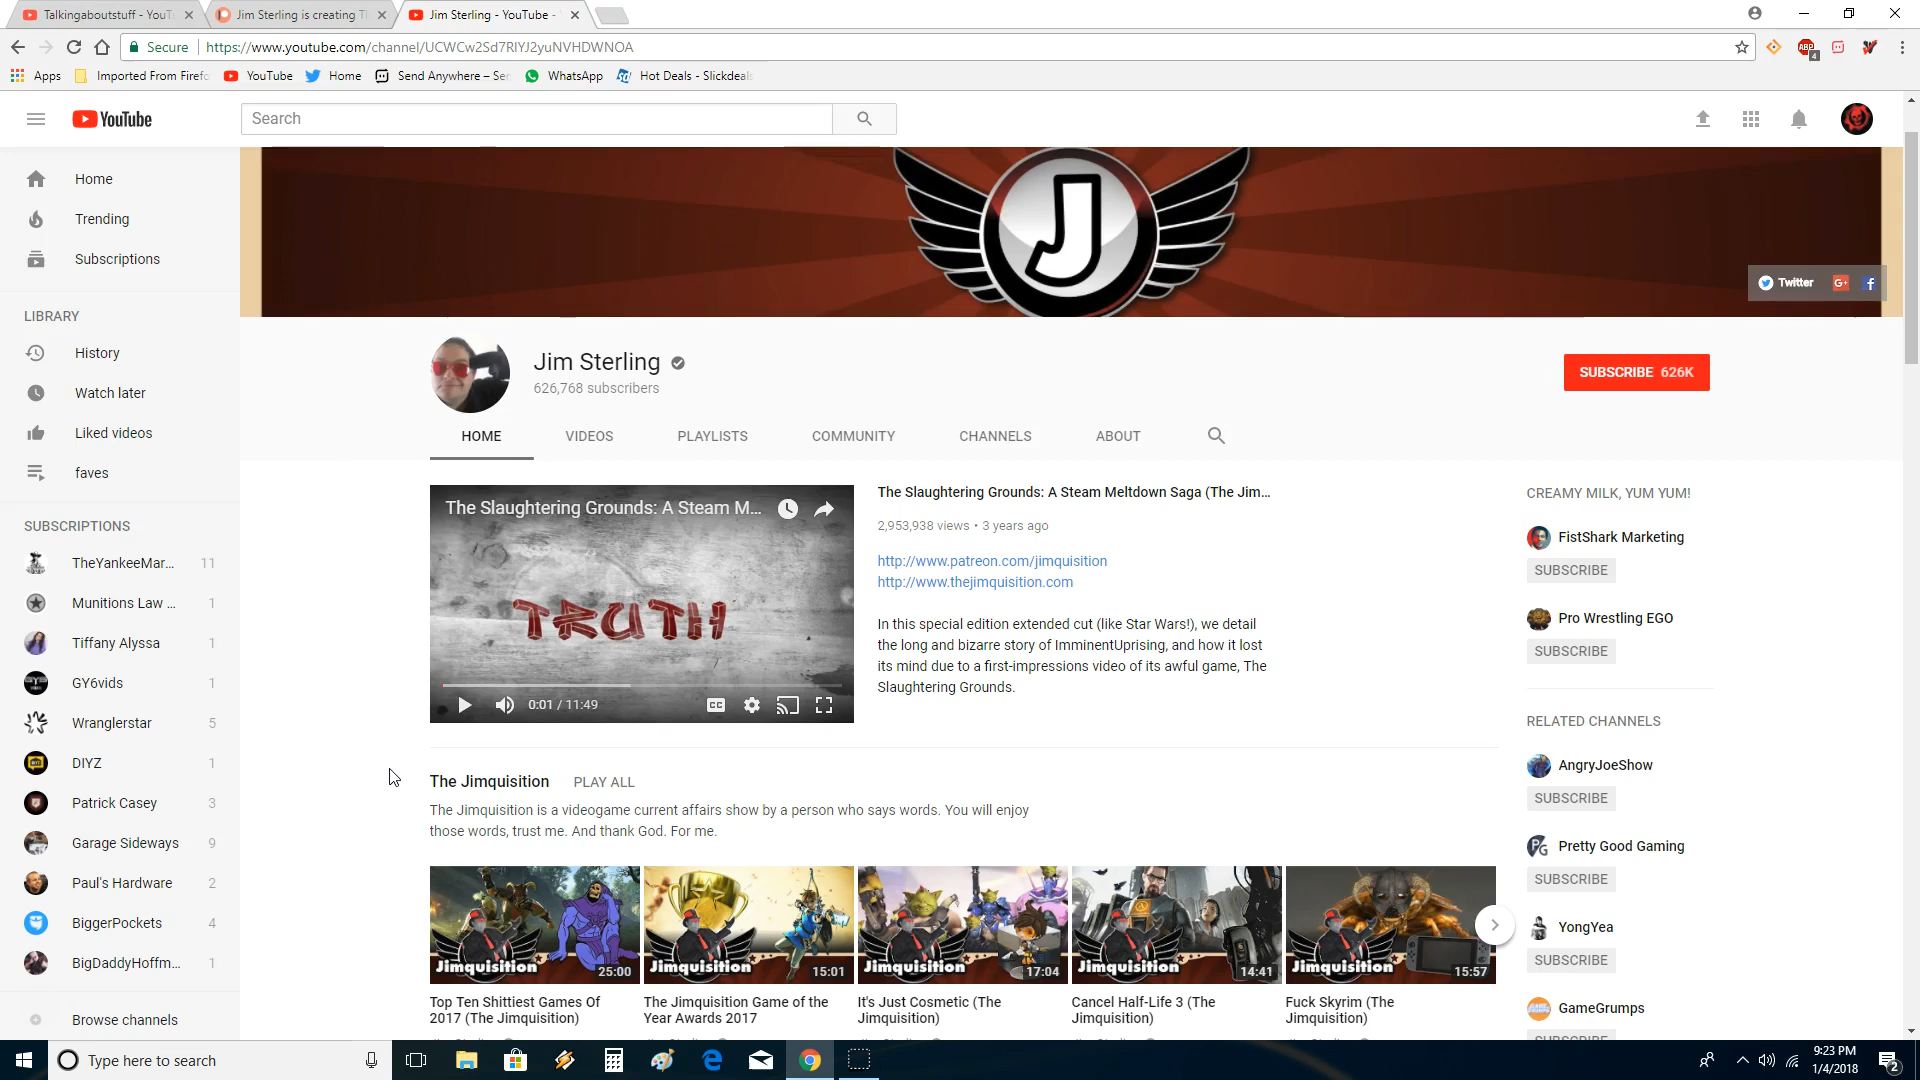 Talkingaboutstuff - YouT
Jim Sterling is creating Th
Jim Sterling - YouTube -
Secure
https://www.youtube.com/channel/UCWCw2Sd7RlYJ2yuNVHDWNOA
ABP
4
Apps
Imported From Firefo
YouTube
Home
Send Anywhere – Sen
WhatsApp
Hot Deals - Slickdeals
YouTube
Search
Home
Trending
Subscriptions
LIBRARY
History
Watch later
Liked videos
faves
SUBSCRIPTIONS
TheYankeeMar... 11
Munitions Law ... 1
Tiffany Alyssa 1
GY6vids 1
Wranglerstar 5
DIYZ 1
Patrick Casey 3
Garage Sideways 9
Paul's Hardware 2
BiggerPockets 4
BigDaddyHoffm... 1
Browse channels
J
Twitter
G+
f
Jim Sterling
626,768 subscribers
SUBSCRIBE 626K
HOME
VIDEOS
PLAYLISTS
COMMUNITY
CHANNELS
ABOUT
The Slaughtering Grounds: A Steam M...
TRUTH
0:01 / 11:49
CC
The Slaughtering Grounds: A Steam Meltdown Saga (The Jim...
2,953,938 views • 3 years ago
http://www.patreon.com/jimquisition
http://www.thejimquisition.com
In this special edition extended cut (like Star Wars!), we detail
the long and bizarre story of ImminentUprising, and how it lost
its mind due to a first-impressions video of its awful game, The
Slaughtering Grounds.
The Jimquisition PLAY ALL
The Jimquisition is a videogame current affairs show by a person who says words. You will enjoy
those words, trust me. And thank God. For me.
Jimquisition 25:00
Jimquisition 15:01
Jimquisition 17:04
Jimquisition 14:41
Jimquisition 15:57
Top Ten Shittiest Games Of
2017 (The Jimquisition)
The Jimquisition Game of the
Year Awards 2017
It's Just Cosmetic (The
Jimquisition)
Cancel Half-Life 3 (The
Jimquisition)
Fuck Skyrim (The
Jimquisition)
CREAMY MILK, YUM YUM!
FistShark Marketing
SUBSCRIBE
Pro Wrestling EGO
SUBSCRIBE
RELATED CHANNELS
AngryJoeShow
SUBSCRIBE
Pretty Good Gaming
SUBSCRIBE
YongYea
SUBSCRIBE
GameGrumps
SUBSCRIBE
Type here to search
9:23 PM
1/4/2018
2